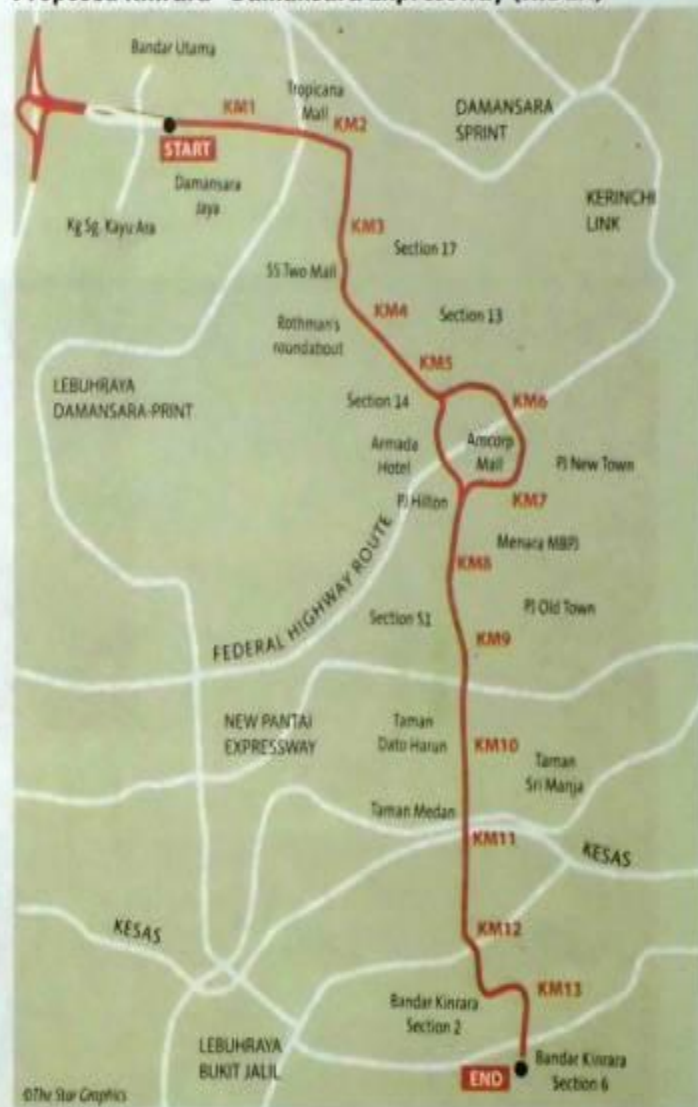 Bandar Utama
KM1
Tropicana
Mall
KM2
DAMANSARA
SPRINT
START
Damansara
Jaya
KERINCHI
LINK
Kg Sg. Kayu Ara
KM3
Section 17
SS Two Mall
KM4
Section 13
Rothman's
roundabout
KM5
LEBUHRAYA
DAMANSARA-PRINT
Section 14
KM6
Armada
Hotel
Amcorp
Mall
PJ New Town
PJ Hilton
KM7
Menara MBPJ
FEDERAL HIGHWAY ROUTE
KM8
PJ Old Town
Section 51
KM9
NEW PANTAI
EXPRESSWAY
Taman
Dato Harun
KM10
Taman
Sri Manja
Taman Medan
KM11
KESAS
KESAS
KM12
KM13
Bandar Kinrara
Section 2
LEBUHRAYA
BUKIT JALIL
END
Bandar Kinrara
Section 6
©The Star Graphics